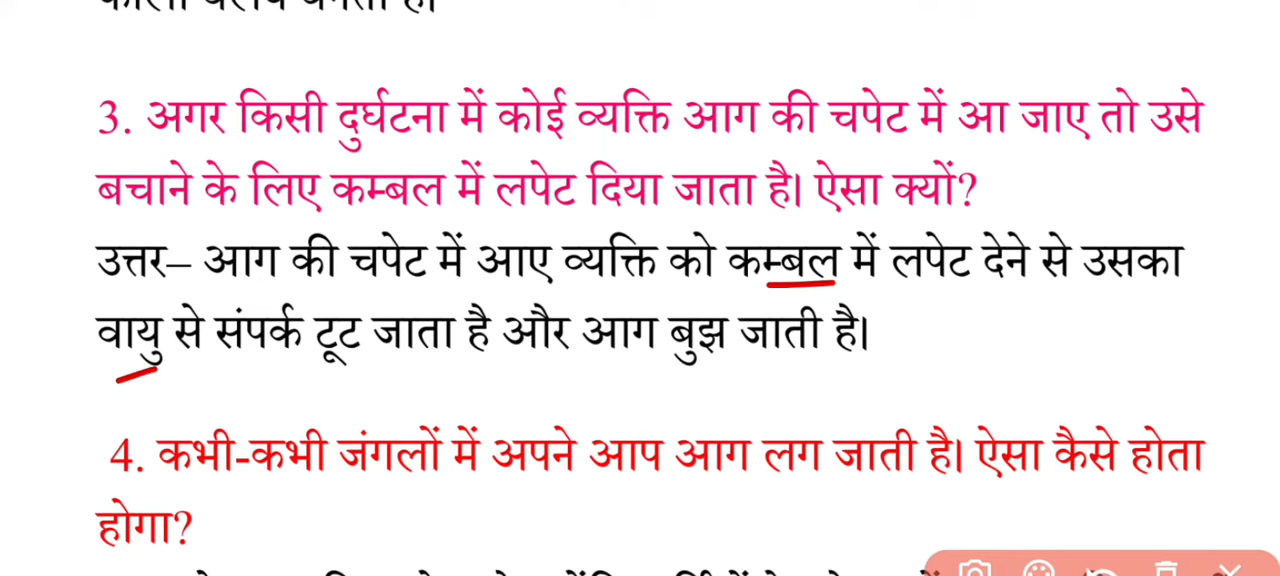 3. अगर किसी दुर्घटना में कोई व्यक्ति आग की चपेट में आ जाए तो उसे
बचाने के लिए कम्बल में लपेट दिया जाता है। ऐसा क्यों?
उत्तर– आग की चपेट में आए व्यक्ति को कम्बल में लपेट देने से उसका
वायु से संपर्क टूट जाता है और आग बुझ जाती है।
4. कभी-कभी जंगलों में अपने आप आग लग जाती है। ऐसा कैसे होता
होगा?